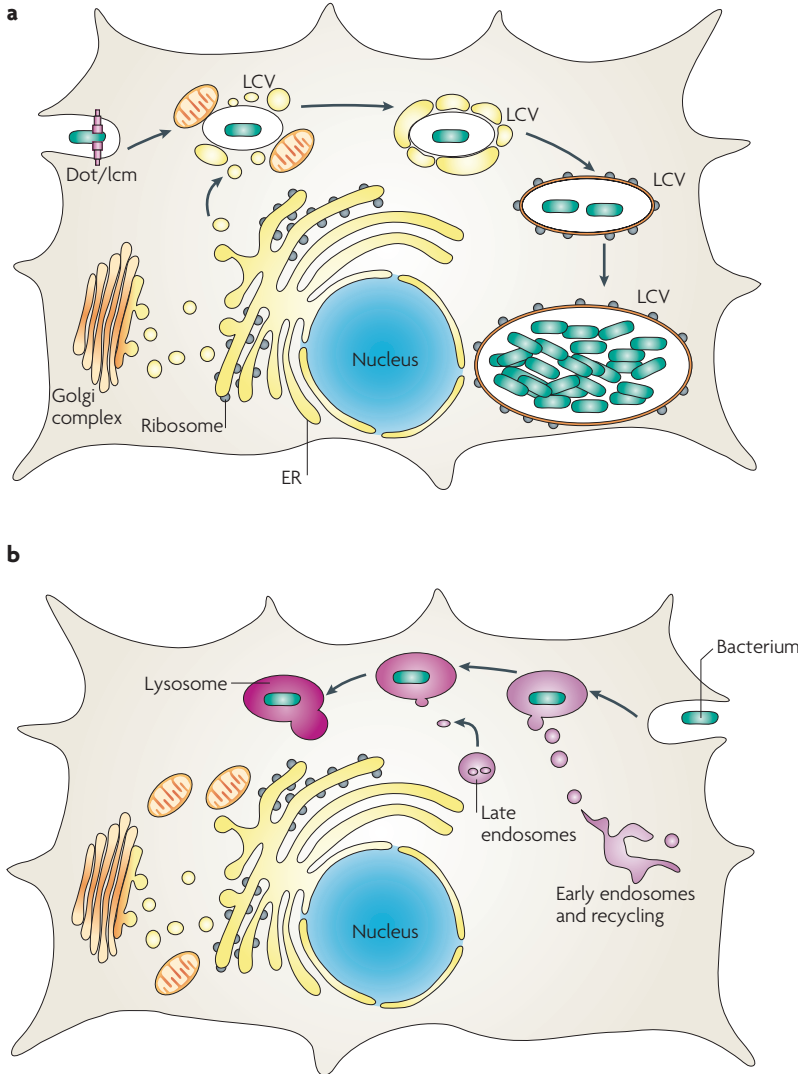 a
LCV
LCV
Dot/lcm
LCV
LCV
Nucleus
Golgi
complex
Ribosome
ER
b
Bacterium
Lysosome
Late
endosomes
Early endosomes
and recycling
Nucleus